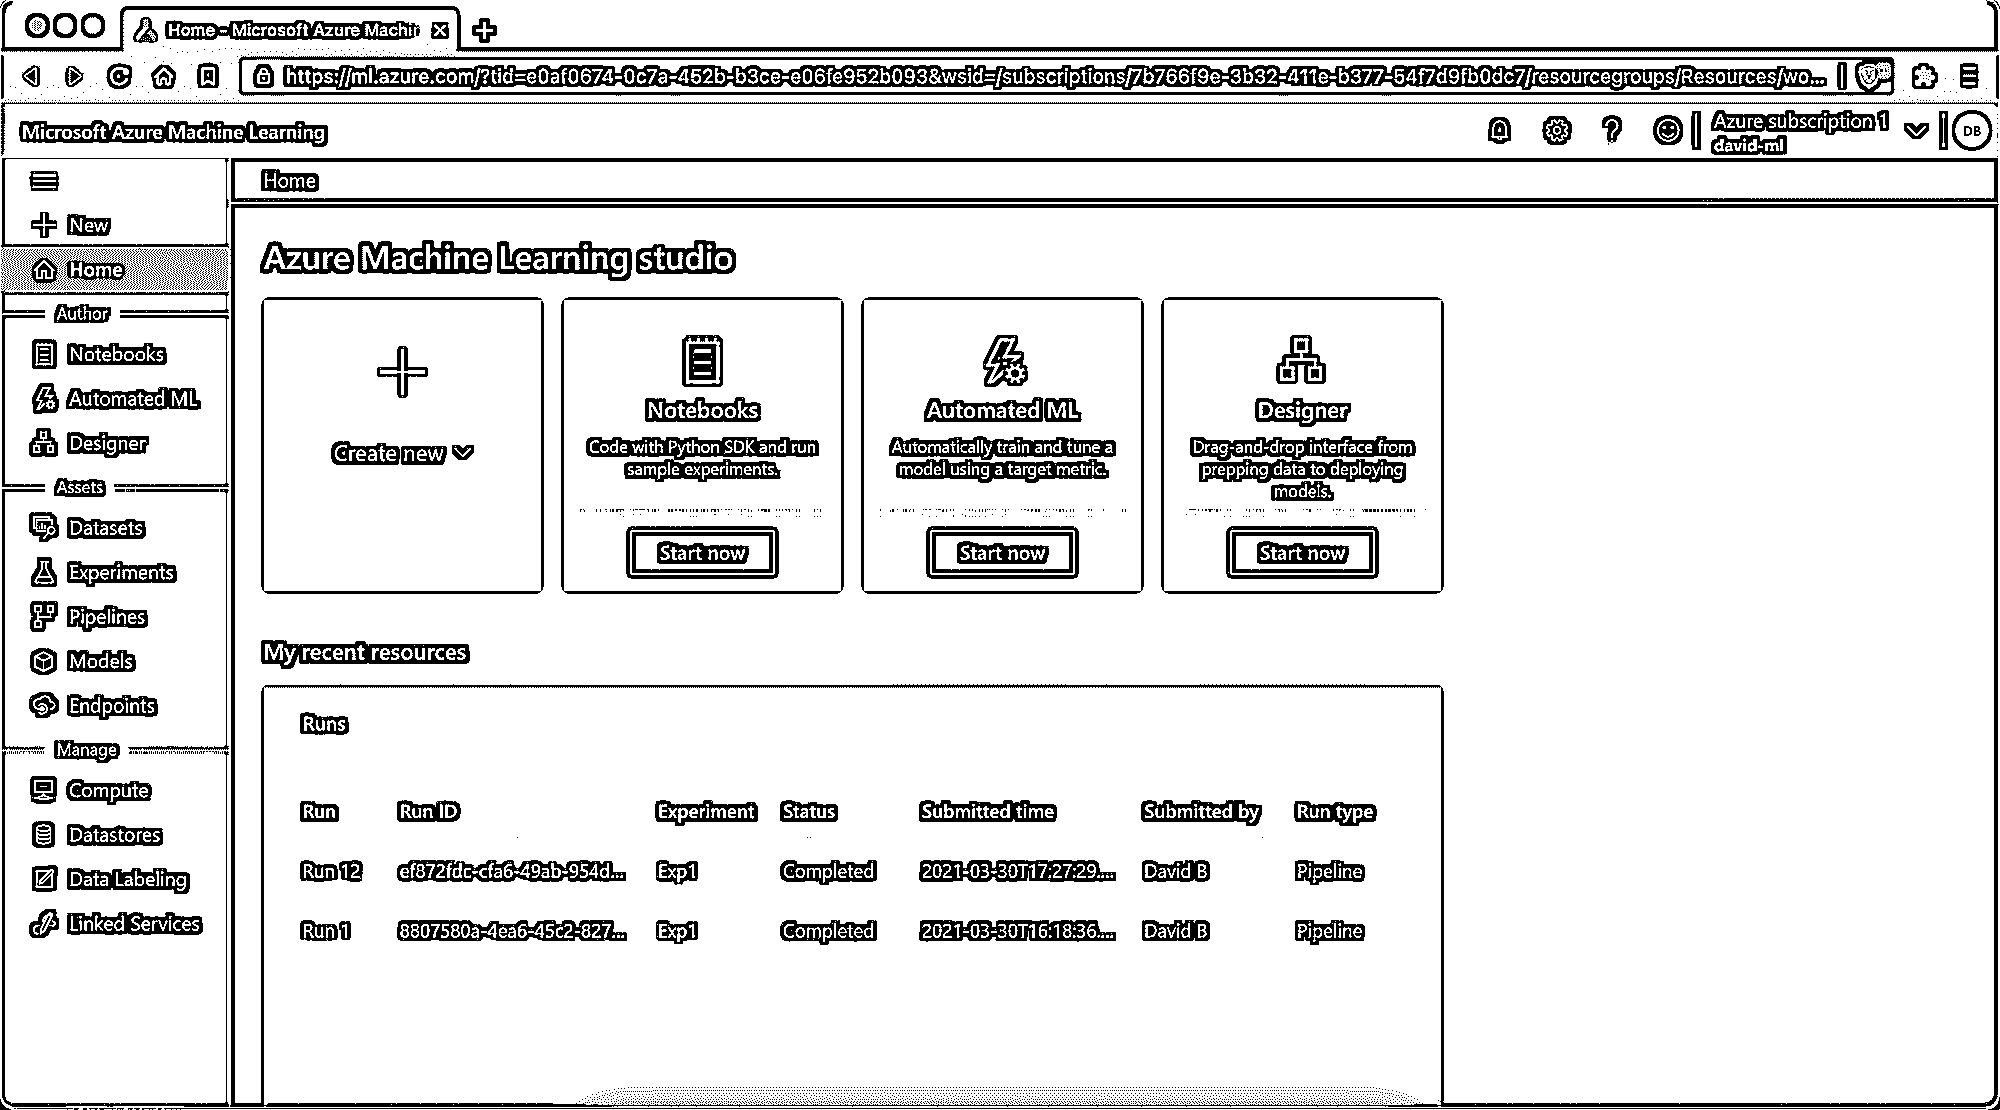 Home - Microsoft Azure Machin
https://ml.azure.com/?tid=e0af0674-0c7a-452b-b3ce-e06fe952b093&wsid=/subscriptions/7b766f9e-3b32-411e-b377-54f7d9fb0dc7/resourcegroups/Resources/wo...
Microsoft Azure Machine Learning
Azure subscription 1
david-ml
DB
New
Home
Author
Notebooks
Automated ML
Designer
Assets
Datasets
Experiments
Pipelines
Models
Endpoints
Manage
Compute
Datastores
Data Labeling
Linked Services
Home
Azure Machine Learning studio
Create new
Notebooks
Code with Python SDK and run
sample experiments.
Start now
Automated ML
Automatically train and tune a
model using a target metric.
Start now
Designer
Drag-and-drop interface from
prepping data to deploying
models.
Start now
My recent resources
Runs
Run Run ID Experiment Status Submitted time Submitted by Run type
Run 12 ef872fdc-cfa6-49ab-954d... Exp1 Completed 2021-03-30T17:27:29.... David B Pipeline
Run 1 8807580a-4ea6-45c2-827... Exp1 Completed 2021-03-30T16:18:36.... David B Pipeline